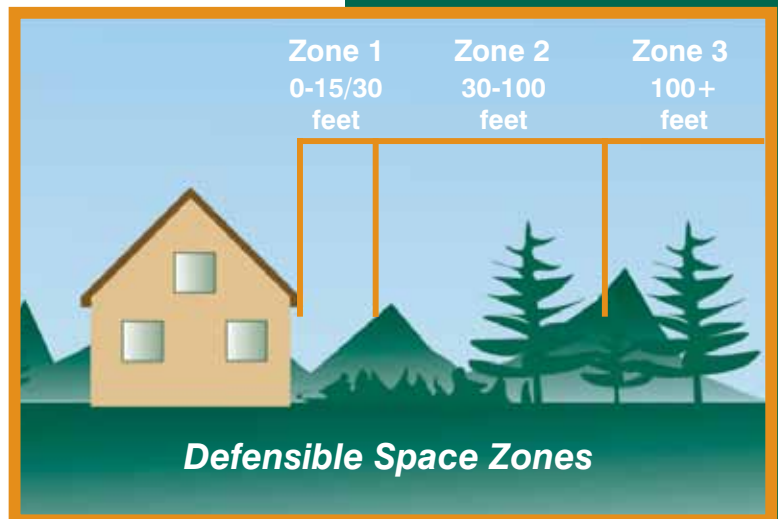 Zone 1
0-15/30
feet
Zone 2
30-100
feet
Zone 3
100+
feet
Defensible Space Zones